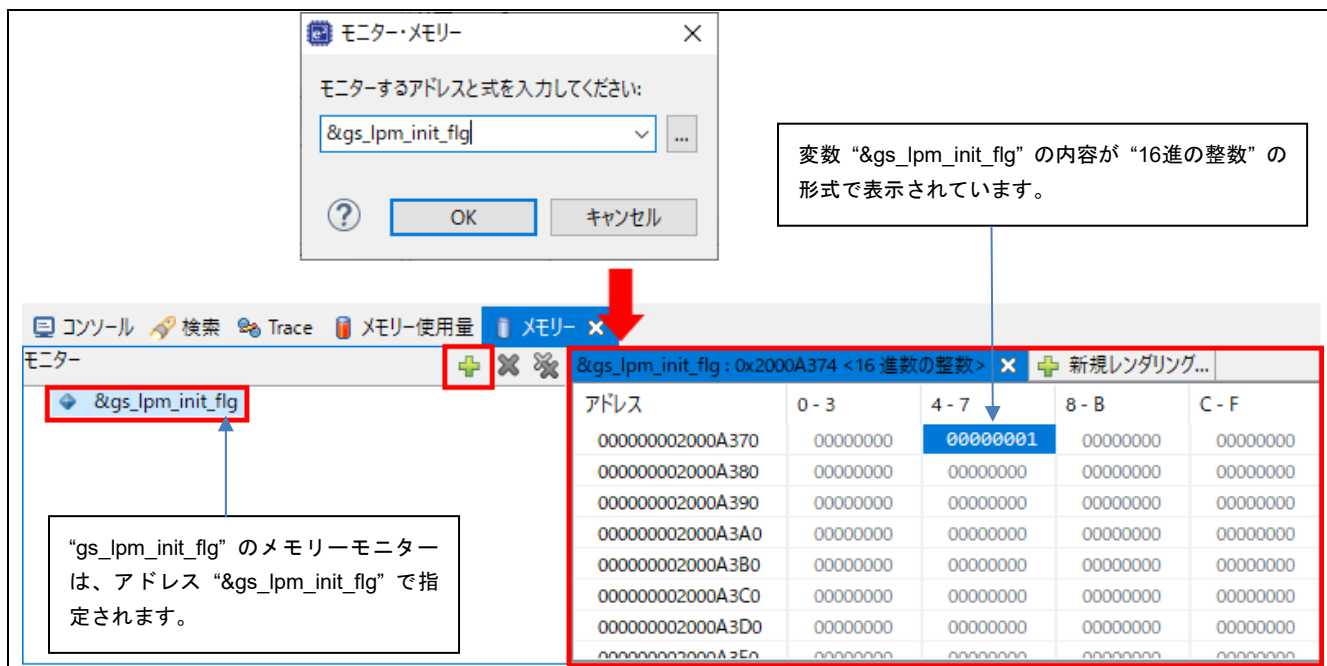 モニター・メモリー
モニターするアドレスと式を入力してください:
&gs_lpm_init_flg
...
OK
キャンセル
変数 “&gs_lpm_init_flg” の内容が “16進の整数” の
形式で表示されています。
コンソール 検索 Trace メモリー使用量 メモリー
モニター
&gs_lpm_init_flg
“gs_lpm_init_flg” のメモリーモニター
は、アドレス “&gs_lpm_init_flg” で指
定されます。
&gs_lpm_init_flg : 0x2000A374 <16 進数の整数> 新規レンダリング...
アドレス 0 - 3 4 - 7 8 - B C - F
000000002000A370 00000000 00000001 00000000 00000000
000000002000A380 00000000 00000000 00000000 00000000
000000002000A390 00000000 00000000 00000000 00000000
000000002000A3A0 00000000 00000000 00000000 00000000
000000002000A3B0 00000000 00000000 00000000 00000000
000000002000A3C0 00000000 00000000 00000000 00000000
000000002000A3D0 00000000 00000000 00000000 00000000